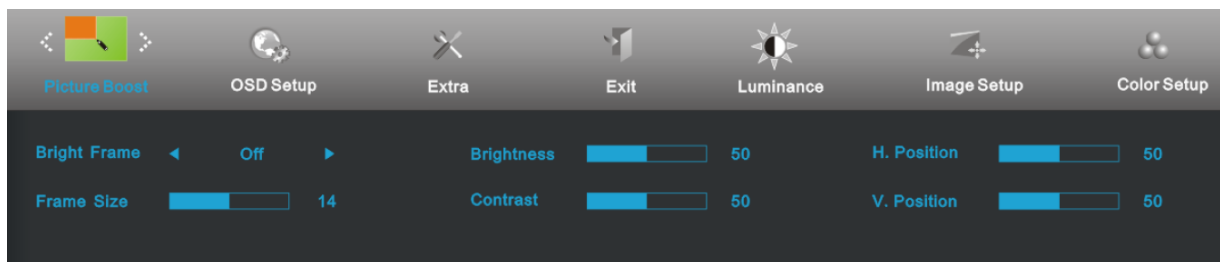 Picture Boost OSD Setup Extra Exit Luminance Image Setup Color Setup
Bright Frame Off Brightness 50 H. Position 50
Frame Size 14 Contrast 50 V. Position 50